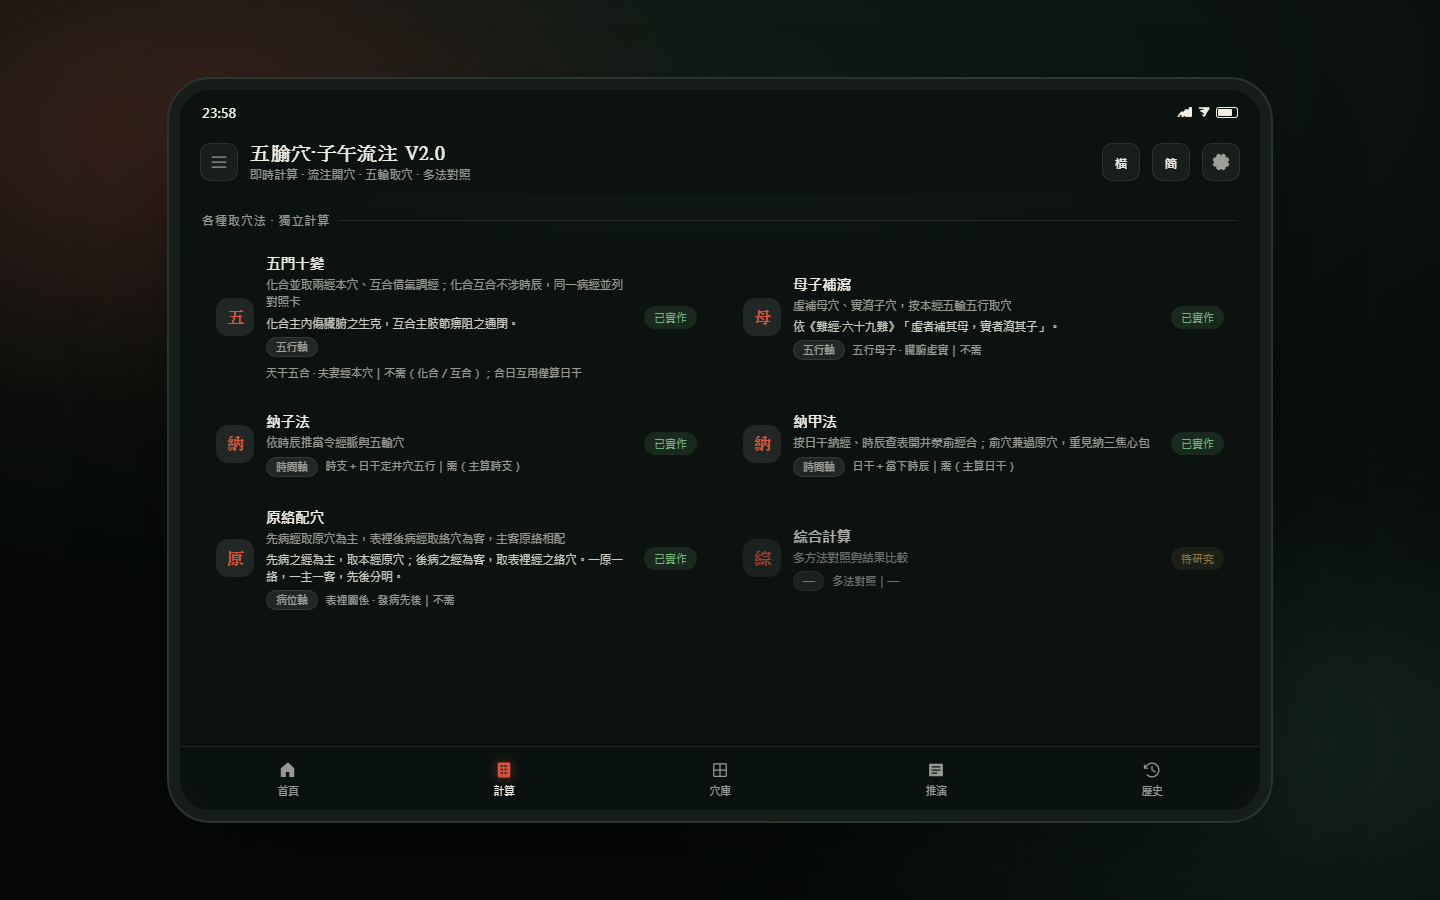 23:58
五腧穴·子午流注 V2.0
即時計算 · 流注開穴 · 五輸取穴 · 多法對照
橫
簡
各種取穴法 · 獨立計算
五
五門十變
化合並取兩經本穴、互合借氣調經；化合互合不涉時辰，同一病經並列
對照卡
化合主內傷臟腑之生克，互合主肢節痹阻之通閉。
五行軸
天干五合 · 夫妻經本穴 | 不需（化合 / 互合）；合日互用僅算日干
已實作
母
母子補瀉
虛補母穴、實瀉子穴，按本經五輸五行取穴
依《難經·六十九難》「虛者補其母，實者瀉其子」。
五行軸 五行母子 · 臟腑虛實 | 不需
已實作
納
納子法
依時辰推當令經脈與五輸穴
時間軸 時支 + 日干定井穴五行 | 需（主算時支）
已實作
納
納甲法
按日干納經、時辰查表開井滎俞經合；俞穴兼過原穴，重見納三焦心包
時間軸 日干 + 當下時辰 | 需（主算日干）
已實作
原
原絡配穴
先病經取原穴為主，表裡後病經取絡穴為客，主客原絡相配
先病之經為主，取本經原穴；後病之經為客，取表裡經之絡穴。一原一
絡，一主一客，先後分明。
病位軸 表裡關係 · 發病先後 | 不需
已實作
綜
綜合計算
多方法對照與結果比較
— 多法對照 | —
待研究
首頁
計算
穴庫
推演
歷史